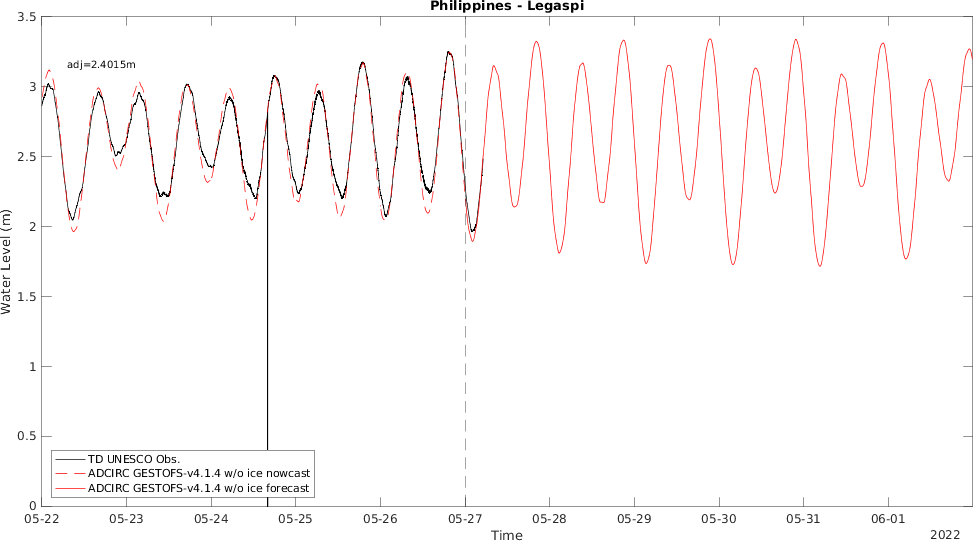 Philippines - Legaspi
3.5
adj=2.4015m
3
2.5
2
1.5
1
0.5
0
Water Level (m)
TD UNESCO Obs.
ADCIRC GESTOFS-v4.1.4 w/o ice nowcast
ADCIRC GESTOFS-v4.1.4 w/o ice forecast
05-22 05-23 05-24 05-25 05-26 05-27 05-28 05-29 05-30 05-31 06-01
Time
2022